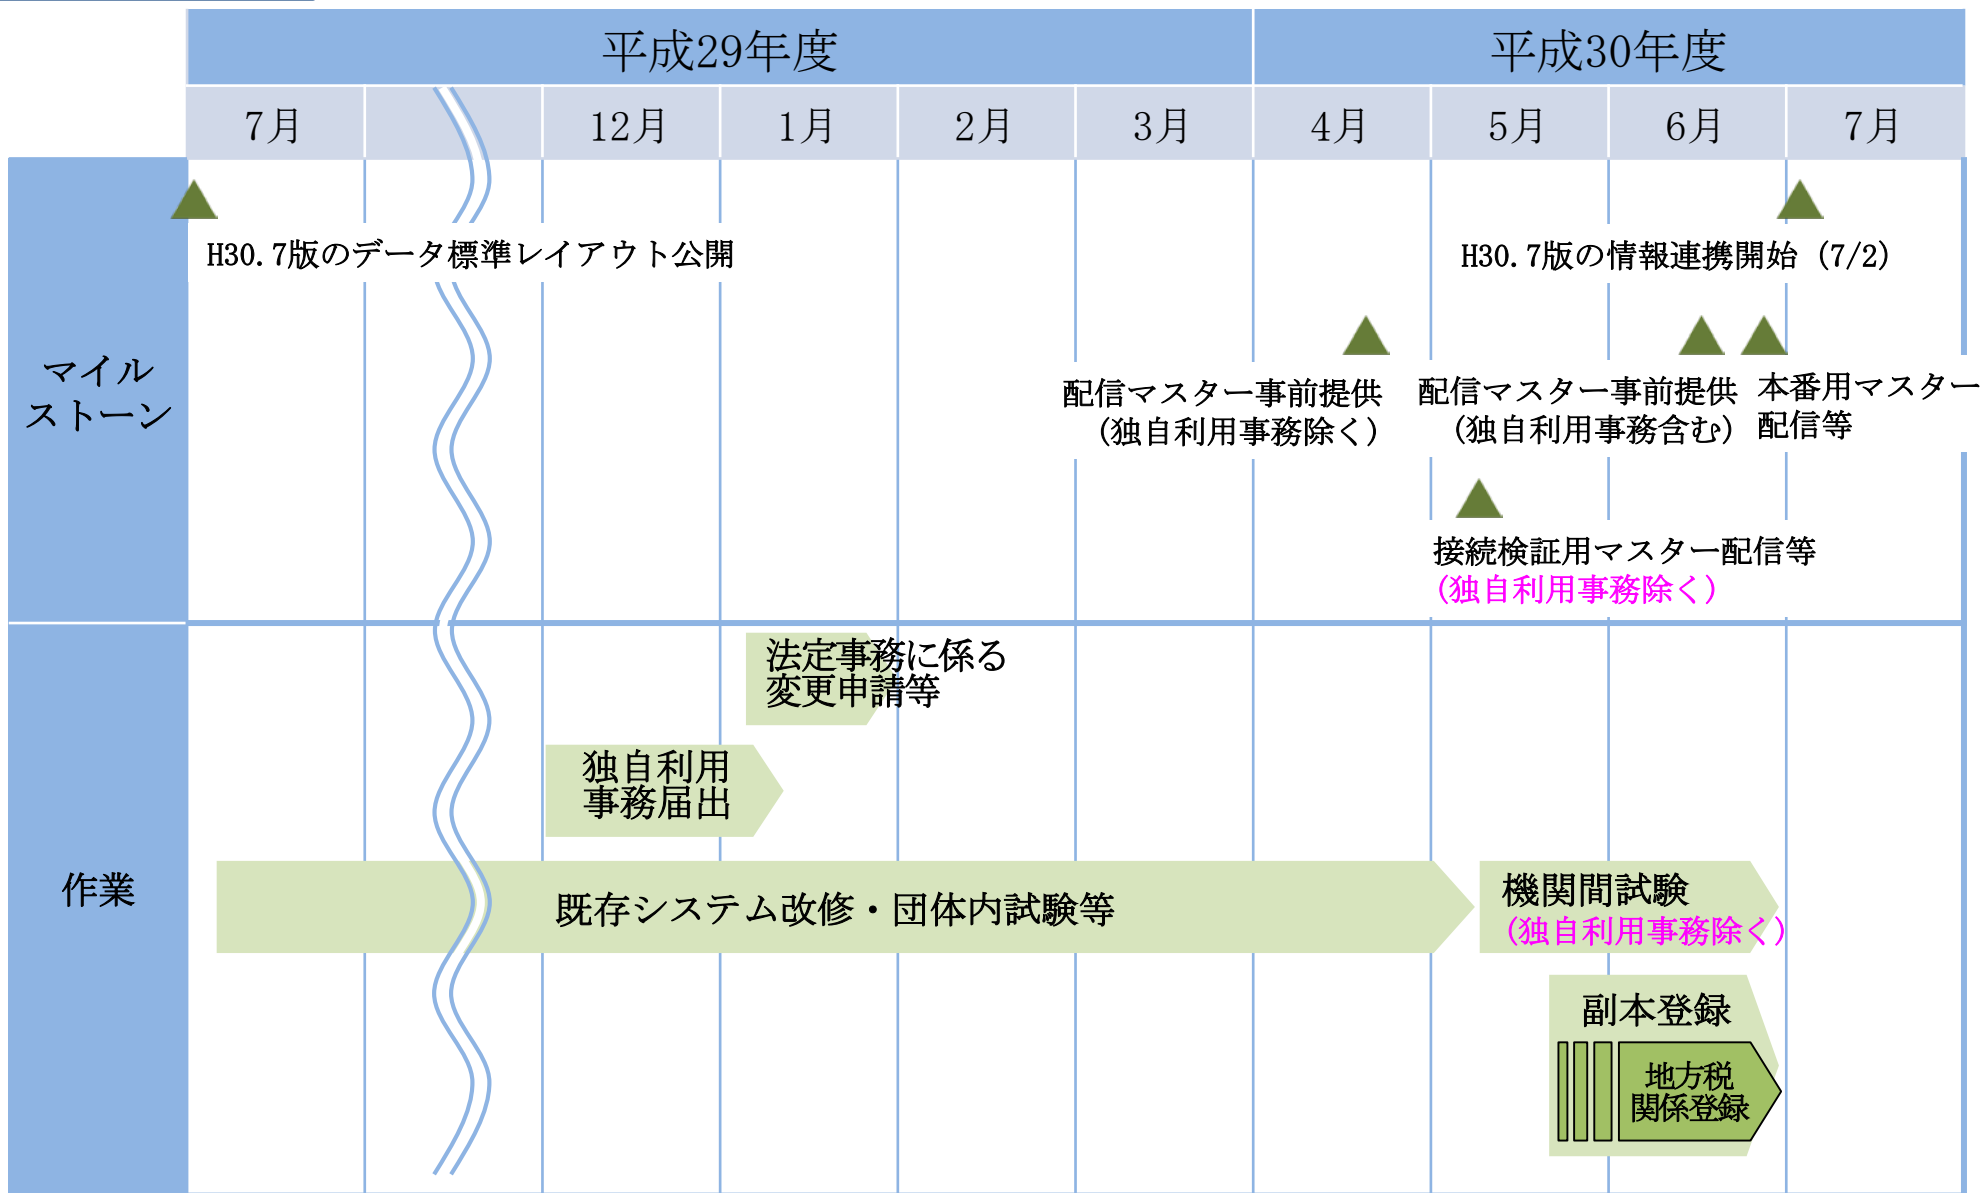 平成29年度
平成30年度
7月
12月
1月
2月
3月
4月
5月
6月
7月
マイル
ストーン
H30.7版のデータ標準レイアウト公開
H30.7版の情報連携開始（7/2）
配信マスター事前提供
（独自利用事務除く）
配信マスター事前提供
（独自利用事務含む）
本番用マスター
配信等
接続検証用マスター配信等
（独自利用事務除く）
作業
法定事務に係る
変更申請等
独自利用
事務届出
既存システム改修・団体内試験等
機関間試験
（独自利用事務除く）
副本登録
地方税
関係登録